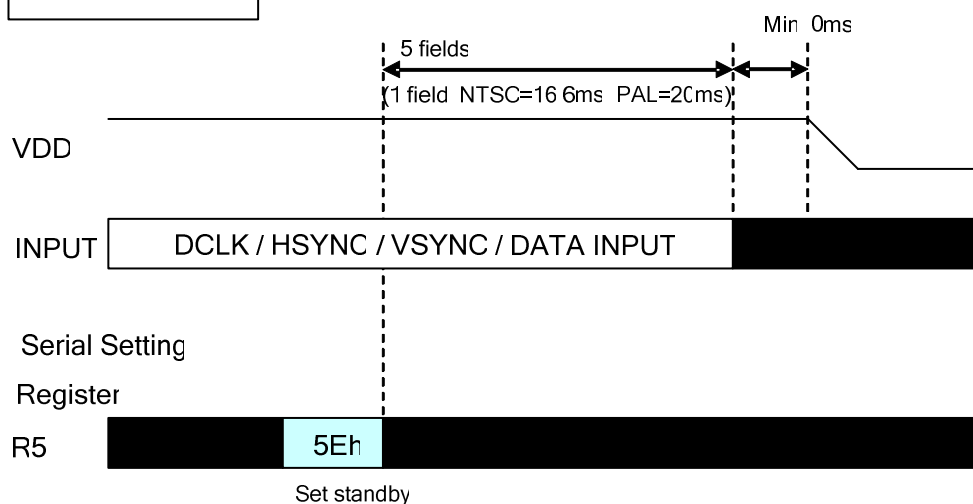 Min 0ms
5 fields
(1 field NTSC=16 6ms PAL=20ms)
VDD
INPUT DCLK / HSYNC / VSYNC / DATA INPUT
Serial Setting
Register
R5 5Eh
Set standby